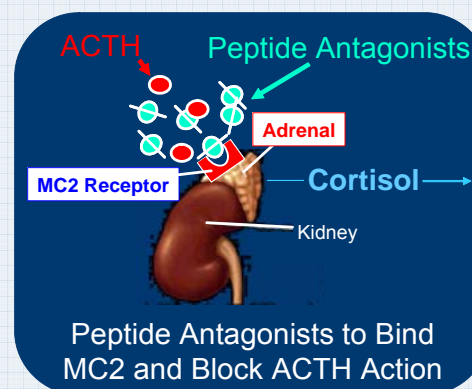 ACTH
Peptide Antagonists
Adrenal
MC2 Receptor
Cortisol
Kidney
Peptide Antagonists to Bind
MC2 and Block ACTH Action